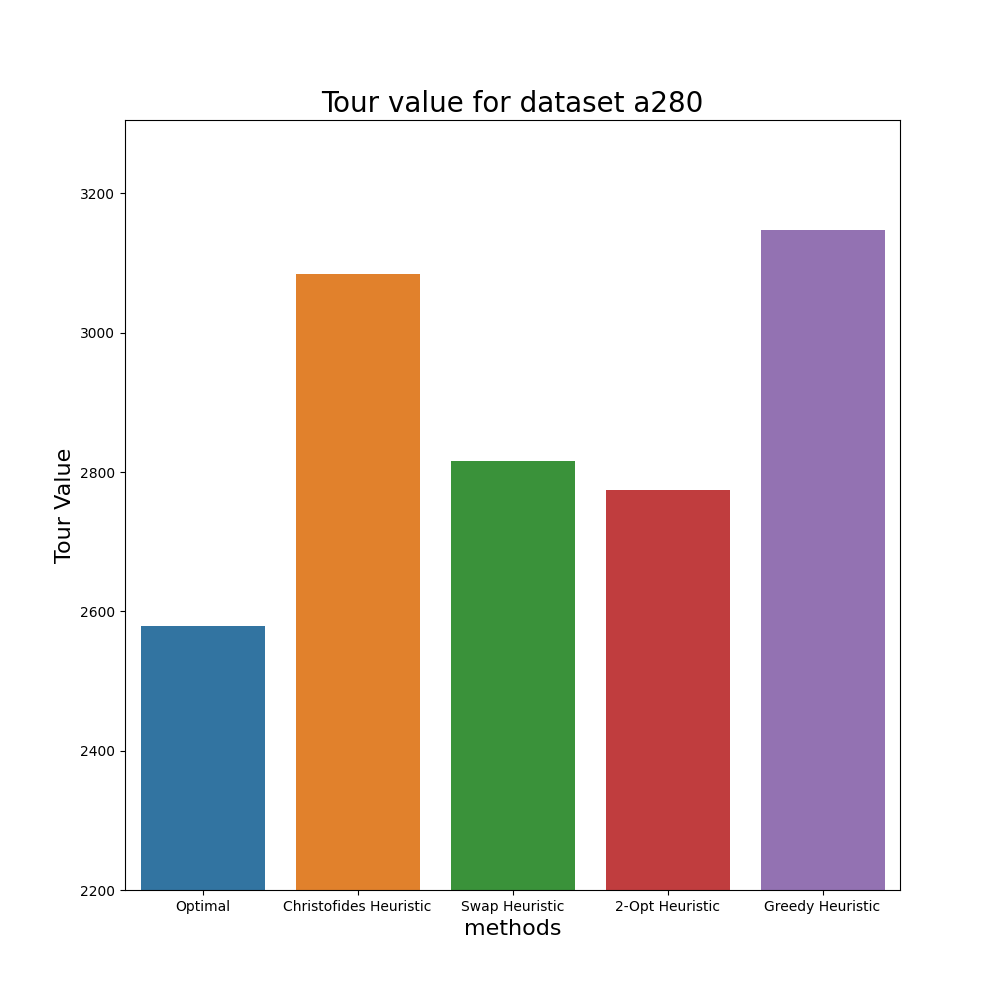 Tour value for dataset a280
3200
3000
2800
2600
2400
2200
Tour Value
Optimal Christofides Heuristic Swap Heuristic 2-Opt Heuristic Greedy Heuristic
methods